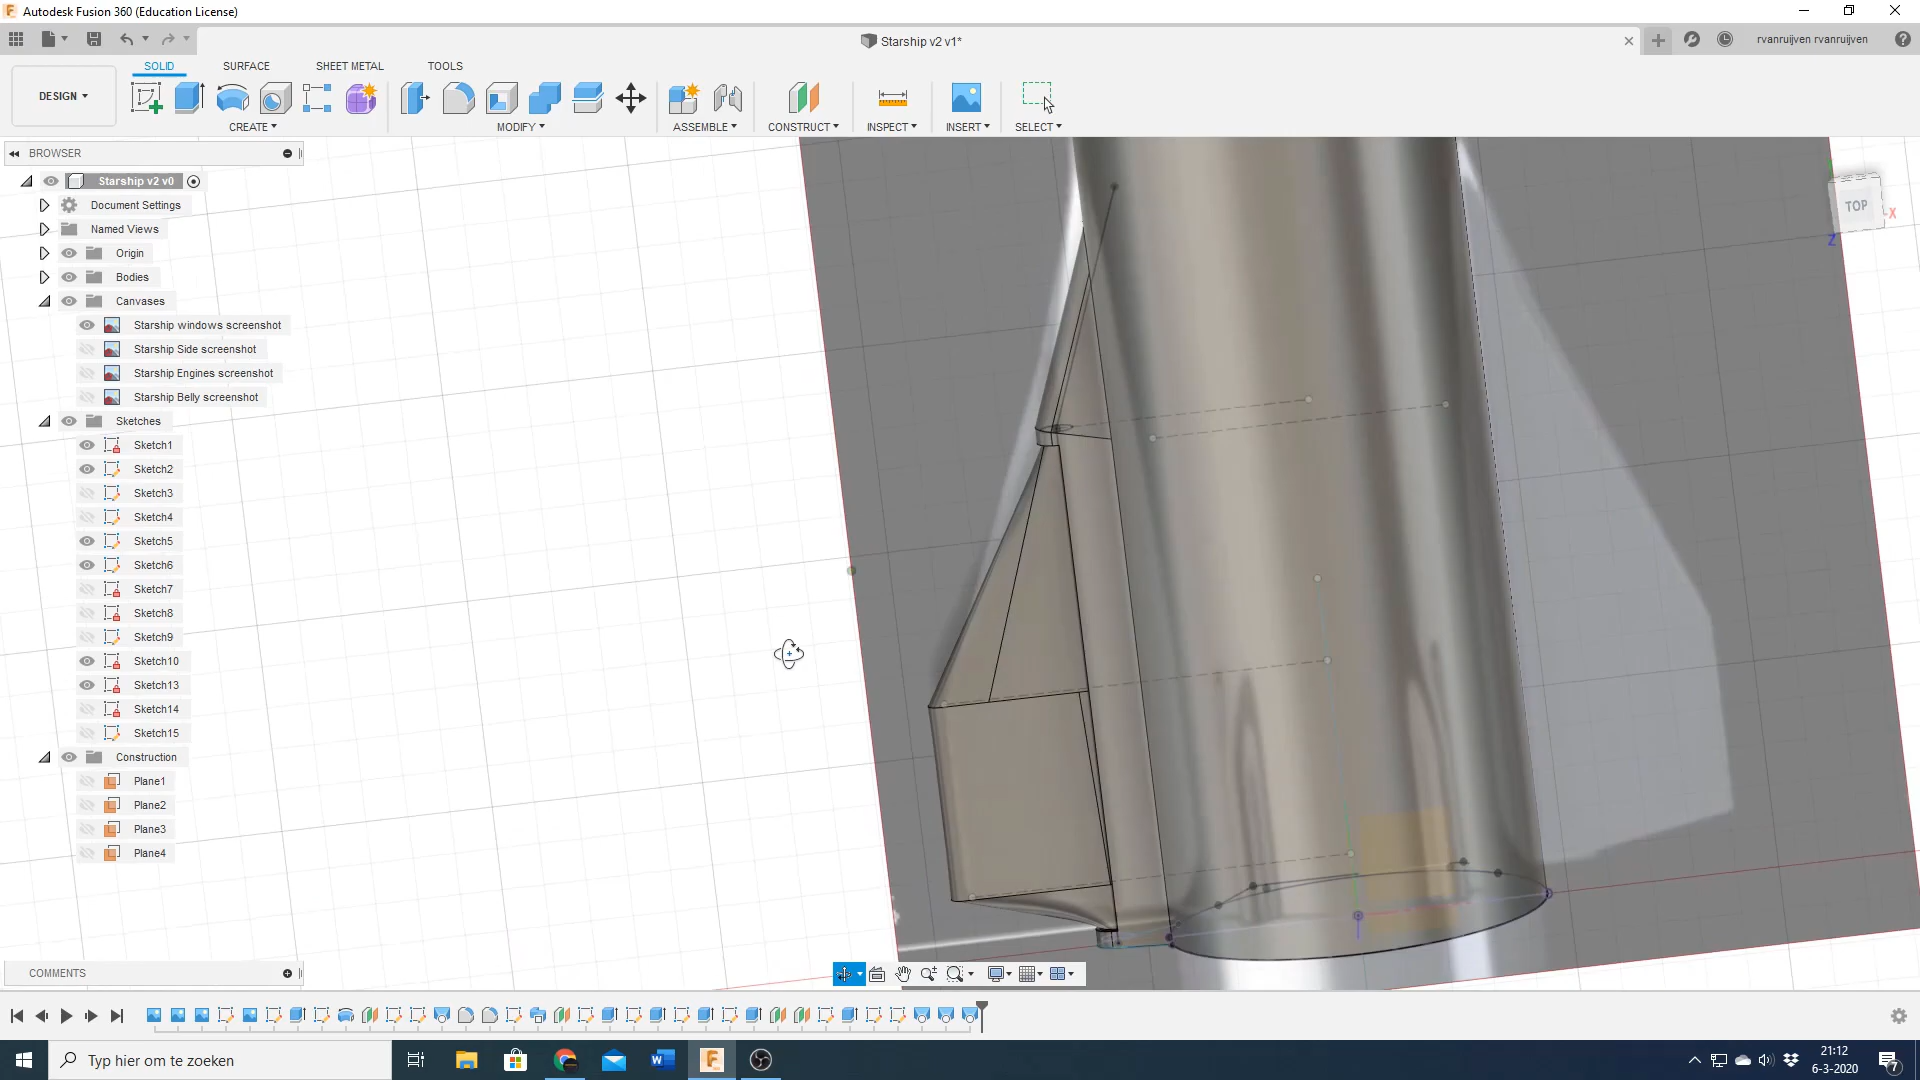 Autodesk Fusion 360 (Education License)
Starship v2 v1*
rvanruijven rvanruijven
DESIGN
SOLID
SURFACE
SHEET METAL
TOOLS
CREATE
MODIFY
ASSEMBLE
CONSTRUCT
INSPECT
INSERT
SELECT
BROWSER
Starship v2 v0
Document Settings
Named Views
Origin
Bodies
Canvases
Starship windows screenshot
Starship Side screenshot
Starship Engines screenshot
Starship Belly screenshot
Sketches
Sketch1
Sketch2
Sketch3
Sketch4
Sketch5
Sketch6
Sketch7
Sketch8
Sketch9
Sketch10
Sketch13
Sketch14
Sketch15
Construction
Plane1
Plane2
Plane3
Plane4
TOP
X
Z
COMMENTS
Typ hier om te zoeken
21:12
6-3-2020
7